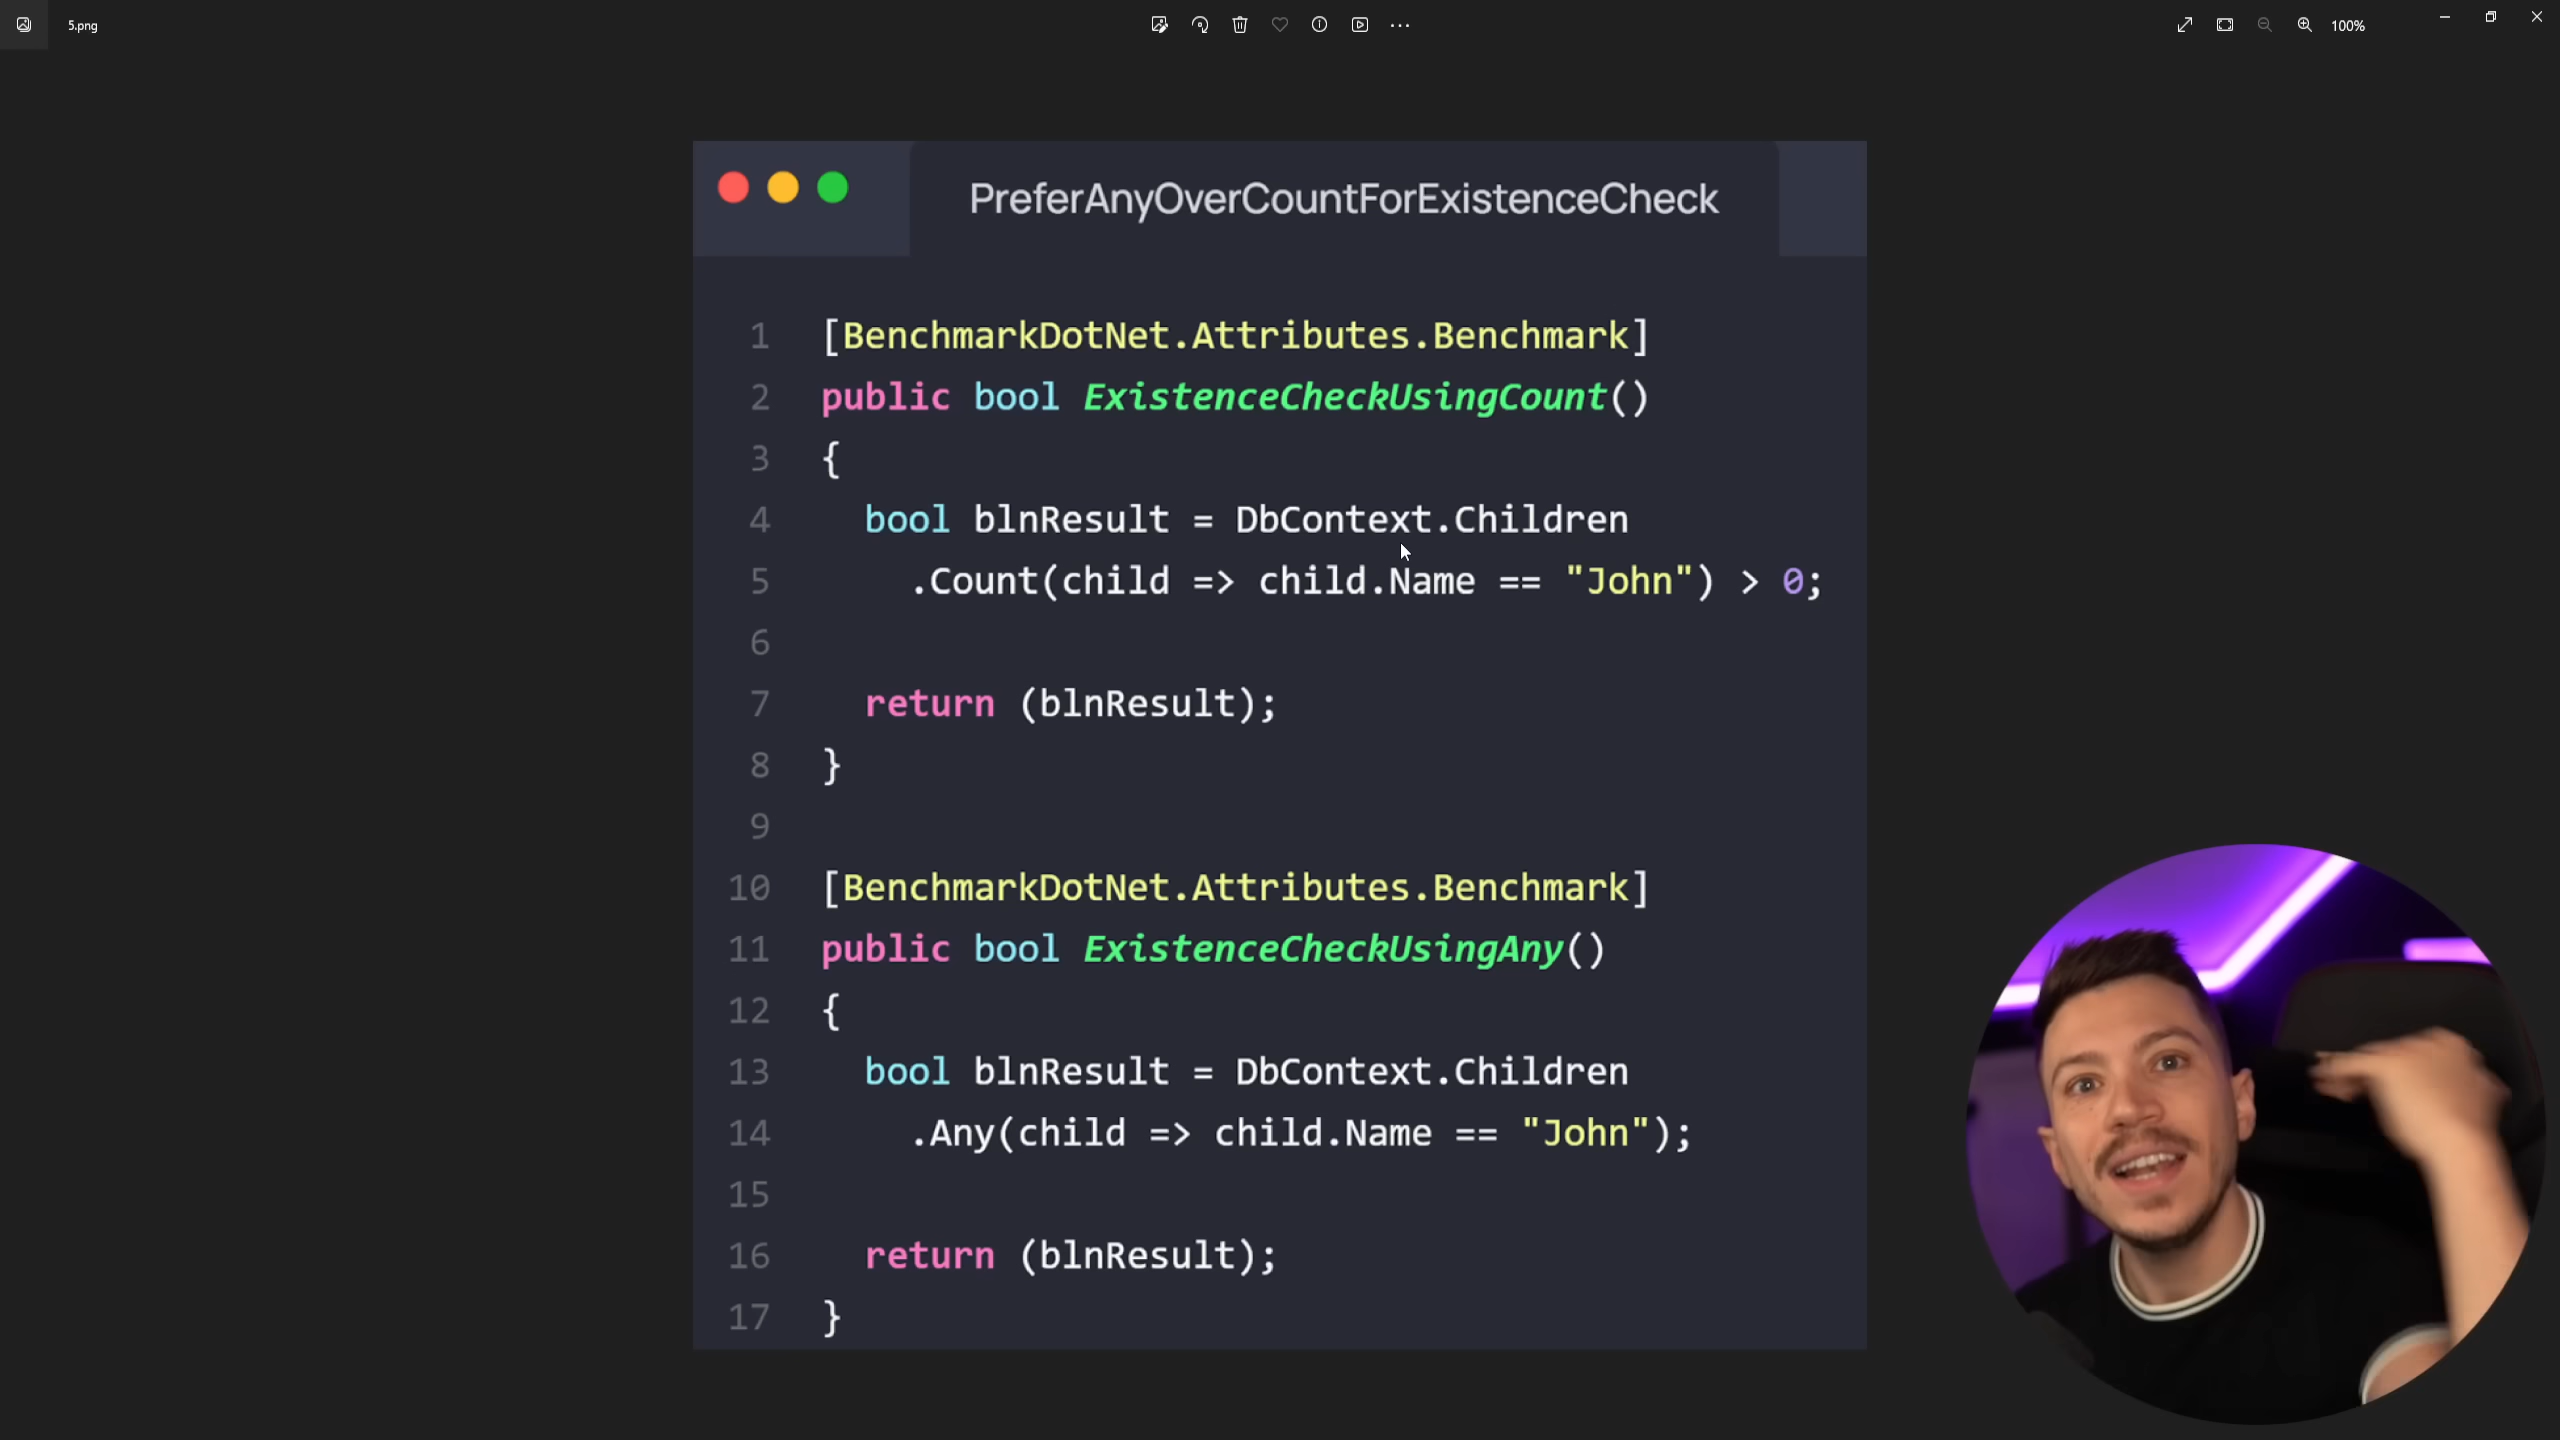 5.png
100%
PreferAnyOverCountForExistenceCheck
1 [BenchmarkDotNet.Attributes.Benchmark]
2 public bool ExistenceCheckUsingCount()
3 {
4 bool blnResult = DbContext.Children
5 .Count(child => child.Name == "John") > 0;
6
7 return (blnResult);
8 }
9
10 [BenchmarkDotNet.Attributes.Benchmark]
11 public bool ExistenceCheckUsingAny()
12 {
13 bool blnResult = DbContext.Children
14 .Any(child => child.Name == "John");
15
16 return (blnResult);
17 }